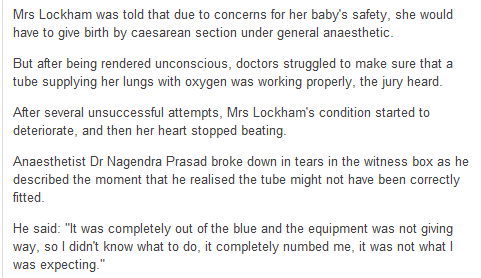 Mrs Lockham was told that due to concerns for her baby's safety, she would
have to give birth by caesarean section under general anaesthetic.
But after being rendered unconscious, doctors struggled to make sure that a
tube supplying her lungs with oxygen was working properly, the jury heard.
After several unsuccessful attempts, Mrs Lockham's condition started to
deteriorate, and then her heart stopped beating.
Anaesthetist Dr Nagendra Prasad broke down in tears in the witness box as he
described the moment that he realised the tube might not have been correctly
fitted.
He said: "It was completely out of the blue and the equipment was not giving
way, so I didn't know what to do, it completely numbed me, it was not what I
was expecting."